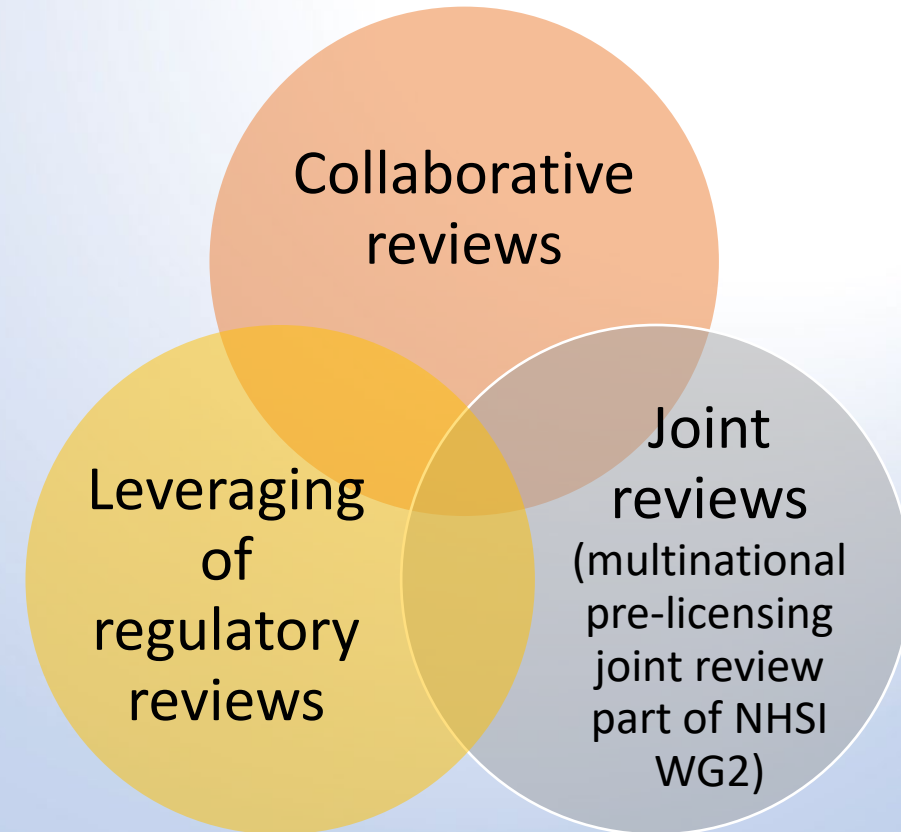 Collaborative
reviews
Leveraging
of
regulatory
reviews
Joint
reviews
(multinational
pre-licensing
joint review
part of NHSI
WG2)